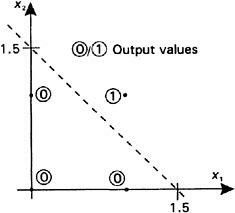 x₂
1.5
⓪/① Output values
⓪ ①
⓪ ⓪ x₁
1.5